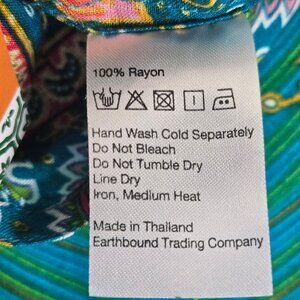 100% Rayon
Hand Wash Cold Separately
Do Not Bleach
Do Not Tumble Dry
Line Dry
Iron, Medium Heat
Made in Thailand
Earthbound Trading Company